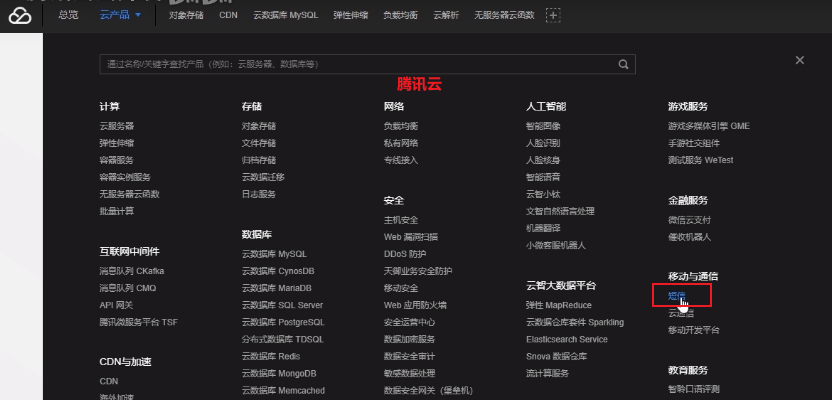 总览 云产品 对象存储 CDN 云数据库 MySQL 弹性伸缩 负载均衡 云解析 无服务器云函数
通过名称/关键字查找产品（例如：云服务器、数据库等）
腾讯云
计算
云服务器
弹性伸缩
容器服务
容器实例服务
无服务器云函数
批量计算
互联网中间件
消息队列 CKafka
消息队列 CMQ
API 网关
腾讯微服务平台 TSF
CDN与加速
CDN
海外加速
存储
对象存储
文件存储
归档存储
云数据迁移
日志服务
数据库
云数据库 MySQL
云数据库 CynosDB
云数据库 MariaDB
云数据库 SQL Server
云数据库 PostgreSQL
分布式数据库 TDSQL
云数据库 Redis
云数据库 MongoDB
云数据库 Memcached
网络
负载均衡
私有网络
专线接入
安全
主机安全
Web 漏洞扫描
DDoS 防护
天御业务安全防护
移动安全
Web 应用防火墙
安全运营中心
数据加密服务
数据安全审计
敏感数据处理
数据安全网关（堡垒机）
人工智能
智能图像
人脸识别
人脸核身
智能语音
云智小钛
文智自然语言处理
机器翻译
小微客服机器人
云智大数据平台
弹性 MapReduce
云数据仓库套件 Sparkling
Elasticsearch Service
Snova 数据仓库
流计算服务
游戏服务
游戏多媒体引擎 GME
手游社交组件
测试服务 WeTest
金融服务
微信云支付
催收机器人
移动与通信
短信
云通信
移动开发平台
教育服务
智聆口语评测